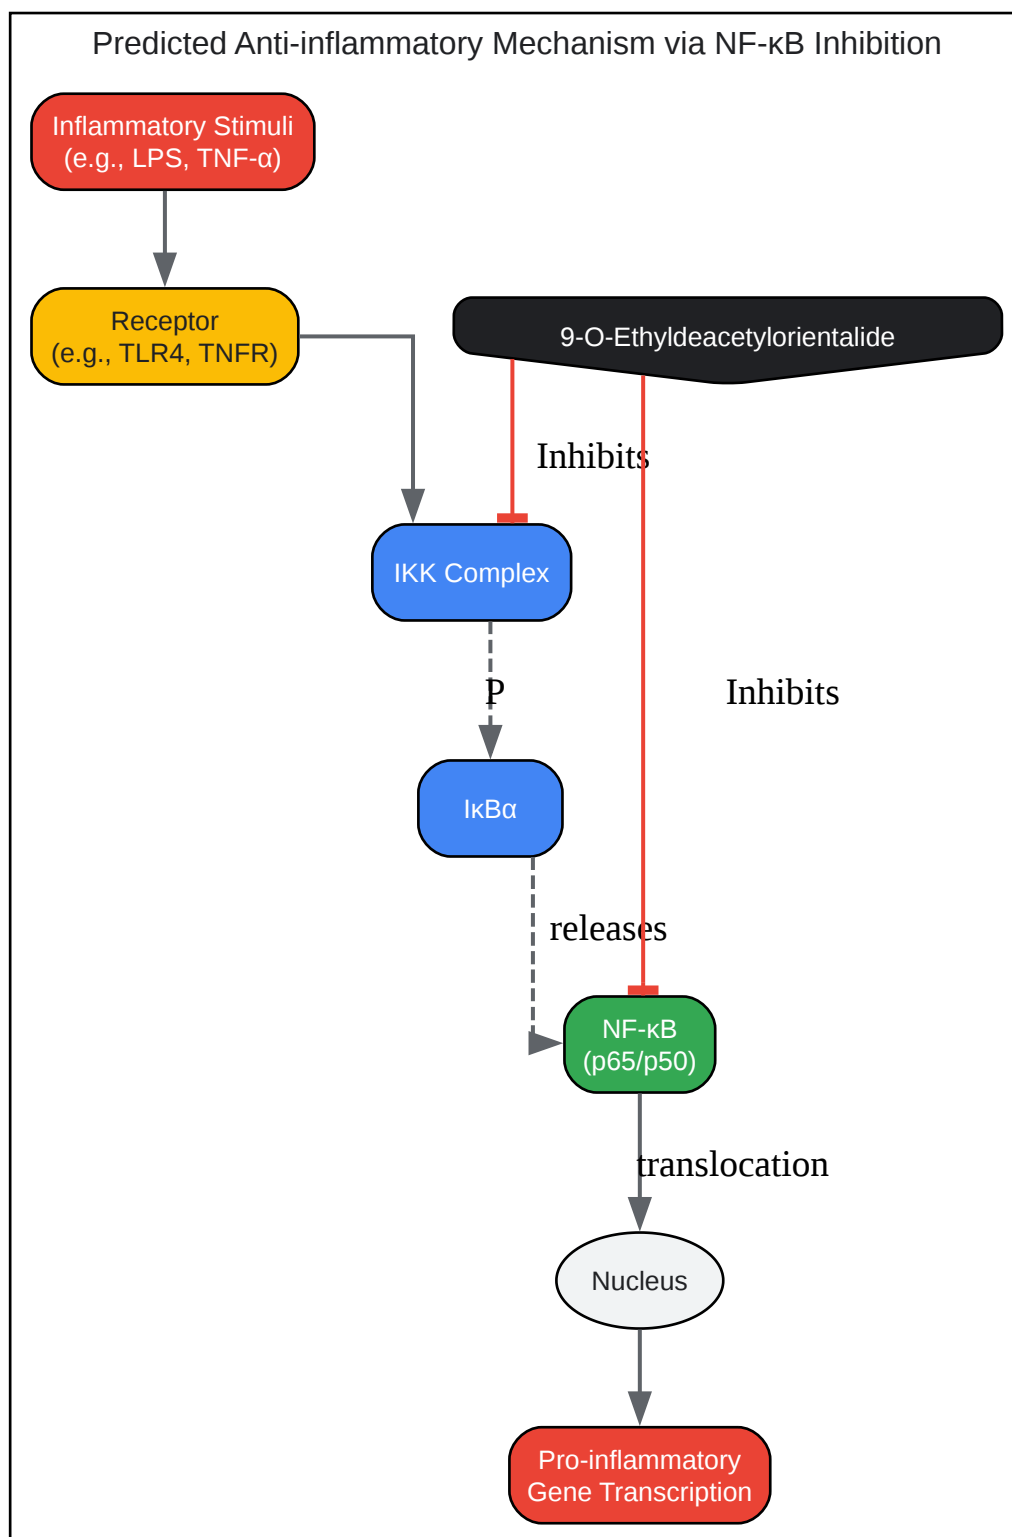 Predicted Anti-inflammatory Mechanism via NF-κB Inhibition
Inflammatory Stimuli
(e.g., LPS, TNF-α)
Receptor
(e.g., TLR4, TNFR)
9-O-Ethyldeacetylorientalide
Inhibits
IKK Complex
P
Inhibits
IκBα
releases
NF-κB
(p65/p50)
translocation
Nucleus
Pro-inflammatory
Gene Transcription